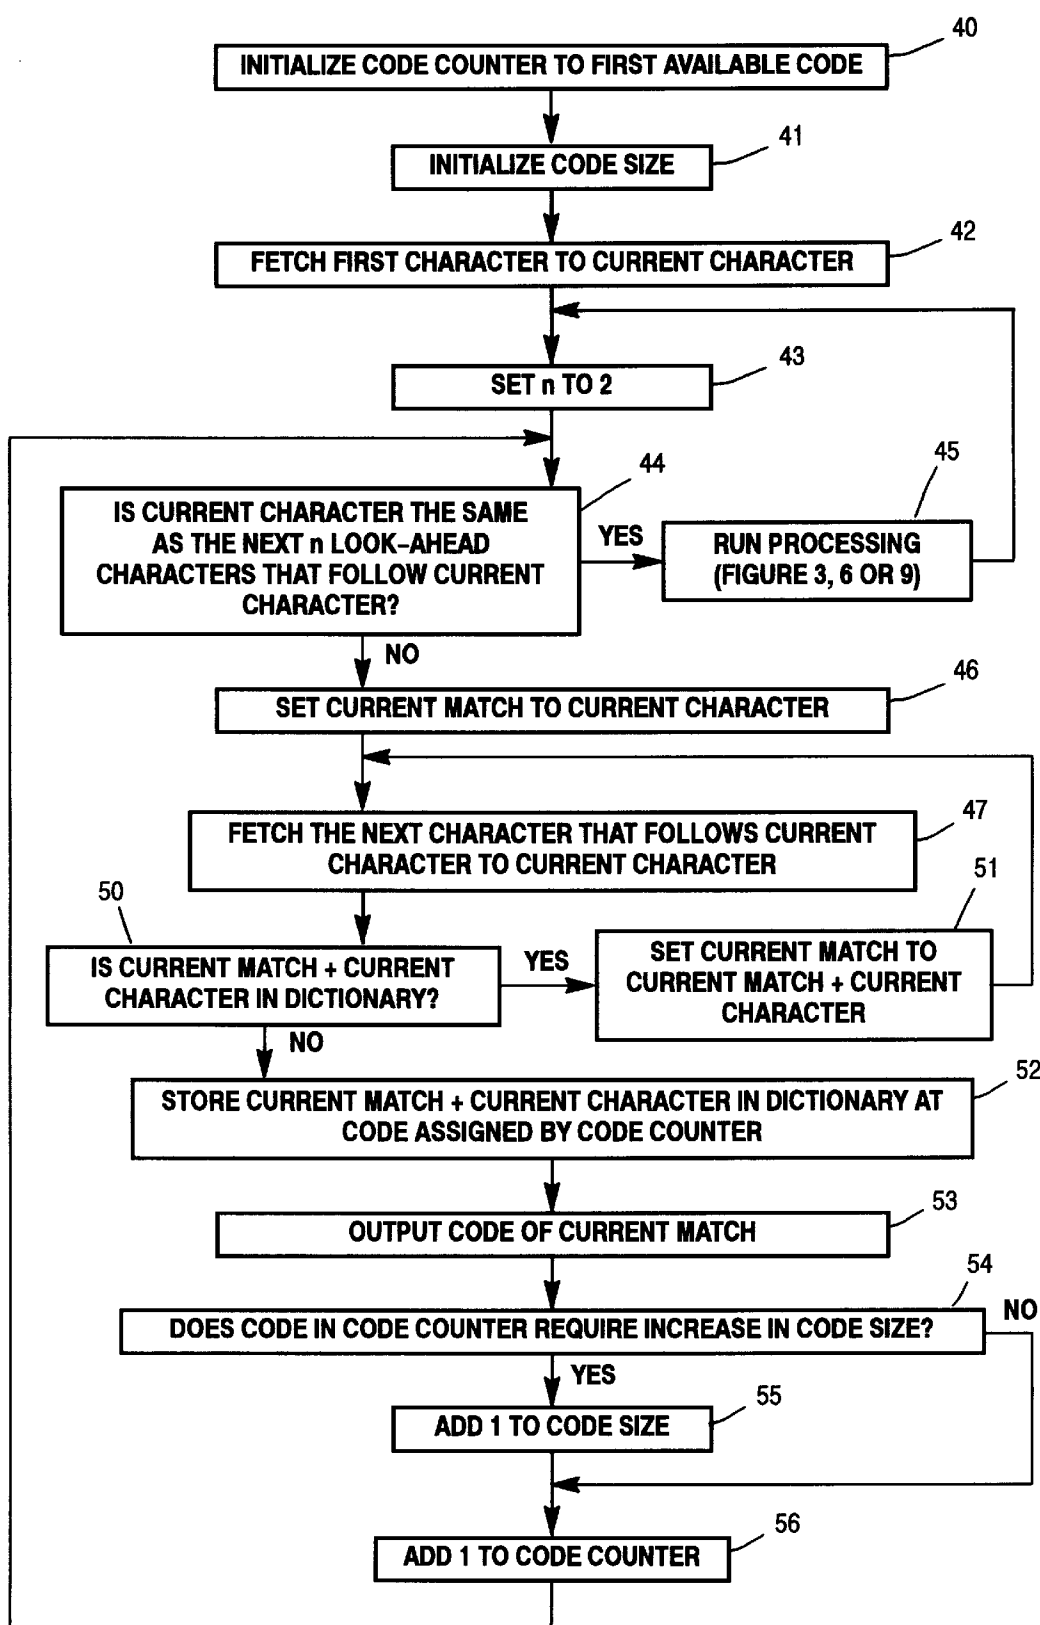 40
INITIALIZE CODE COUNTER TO FIRST AVAILABLE CODE
41
INITIALIZE CODE SIZE
42
FETCH FIRST CHARACTER TO CURRENT CHARACTER
43
SET n TO 2
44
IS CURRENT CHARACTER THE SAME
AS THE NEXT n LOOK-AHEAD
CHARACTERS THAT FOLLOW CURRENT
CHARACTER?
YES
45
RUN PROCESSING
(FIGURE 3, 6 OR 9)
NO
46
SET CURRENT MATCH TO CURRENT CHARACTER
47
FETCH THE NEXT CHARACTER THAT FOLLOWS CURRENT
CHARACTER TO CURRENT CHARACTER
50
IS CURRENT MATCH + CURRENT
CHARACTER IN DICTIONARY?
YES
51
SET CURRENT MATCH TO
CURRENT MATCH + CURRENT
CHARACTER
NO
52
STORE CURRENT MATCH + CURRENT CHARACTER IN DICTIONARY AT
CODE ASSIGNED BY CODE COUNTER
53
OUTPUT CODE OF CURRENT MATCH
54
DOES CODE IN CODE COUNTER REQUIRE INCREASE IN CODE SIZE?
NO
YES
55
ADD 1 TO CODE SIZE
56
ADD 1 TO CODE COUNTER